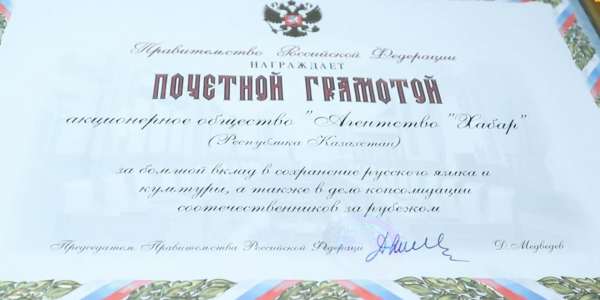 Правительство Российской Федерации
НАГРАЖДАЕТ
ПОЧЕТНОЙ ГРАМОТОЙ
акционерное общество "Агентство "Хабар"
(Республика Казахстан)
за большой вклад в сохранение русского языка и
культуры, а также в дело консолидации
соотечественников за рубежом
Председатель Правительства Российской Федерации Д.Медведев